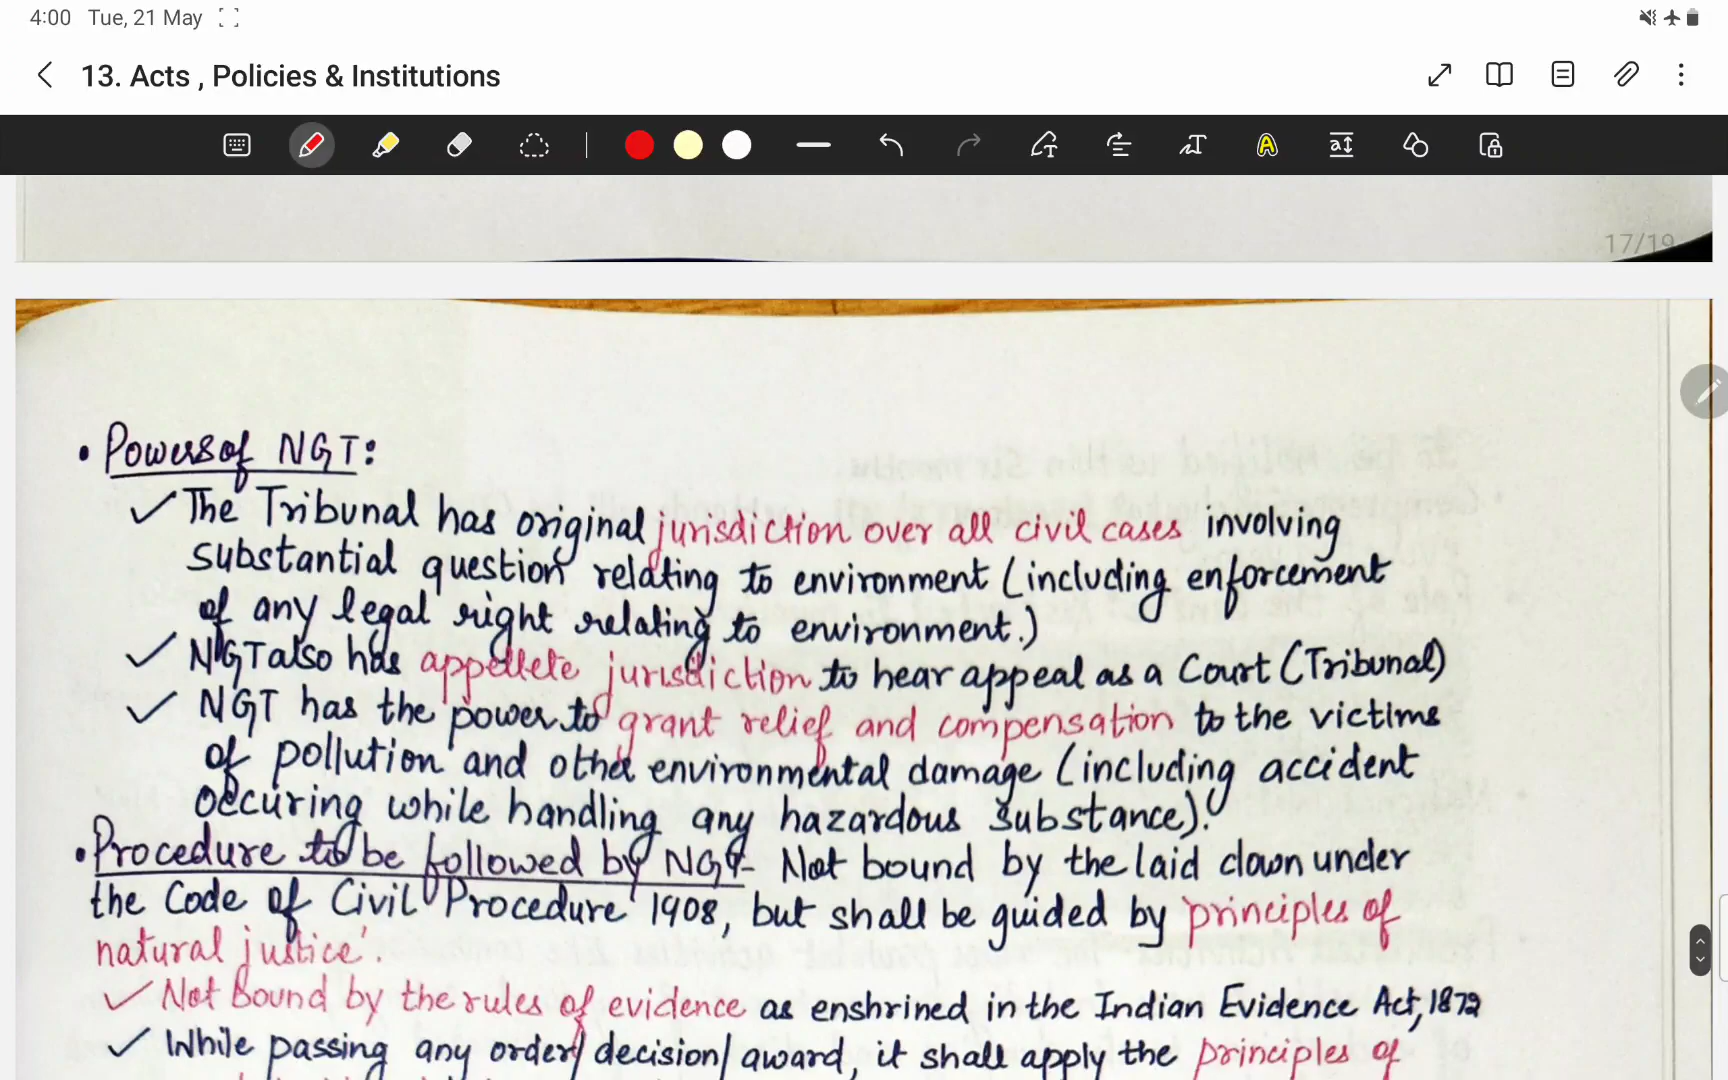 4:00 Tue, 21 May
13. Acts , Policies & Institutions
17/19
• Powers of NGT:
✓ The Tribunal has original jurisdiction over all civil cases involving
substantial question relating to environment (including enforcement
of any legal right relating to environment.)
✓ NGT also has appellete jurisdiction to hear appeal as a Court (Tribunal)
✓ NGT has the power to grant relief and compensation to the victims
of pollution and other environmental damage (including accident
occuring while handling any hazardous substance).
• Procedure to be followed by NGT- Not bound by the laid down under
the Code of Civil Procedure 1908, but shall be guided by 'principles of
natural justice'.
✓ Not bound by the rules of evidence as enshrined in the Indian Evidence Act, 1872
✓ While passing any order/ decision/ award, it shall apply the principles of